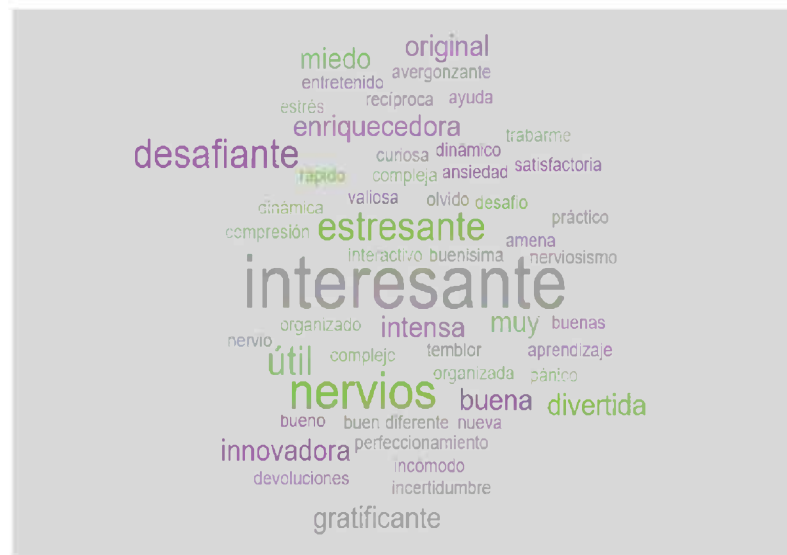 miedo original
entretenido avergonzante
estrés recíproca ayuda
enriquecedora trabarme
desafiante curiosa dinámico
rápido compleja ansiedad satisfactoria
dinámica valiosa olvido desafío
compresión estresante práctico
interactivo buenísima amena nerviosismo
interesante
organizado intensa muy buenas
nervio útil complejo temblor aprendizaje
organizada pánico
nervios buena divertida
bueno buen diferente nueva
innovadora perfeccionamiento
devoluciones incómodo
incertidumbre
gratificante